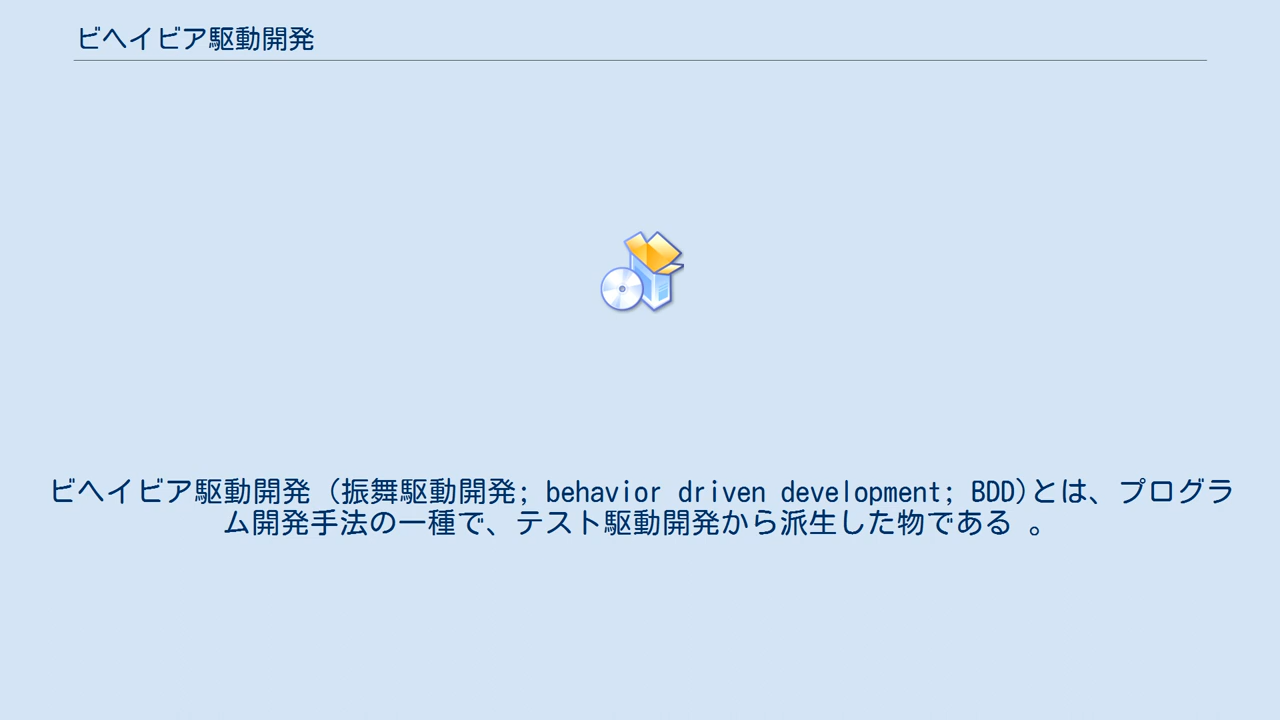 ビヘイビア駆動開発
ビヘイビア駆動開発 (振舞駆動開発; behavior driven development; BDD)とは、プログラ
ム開発手法の一種で、テスト駆動開発から派生した物である 。